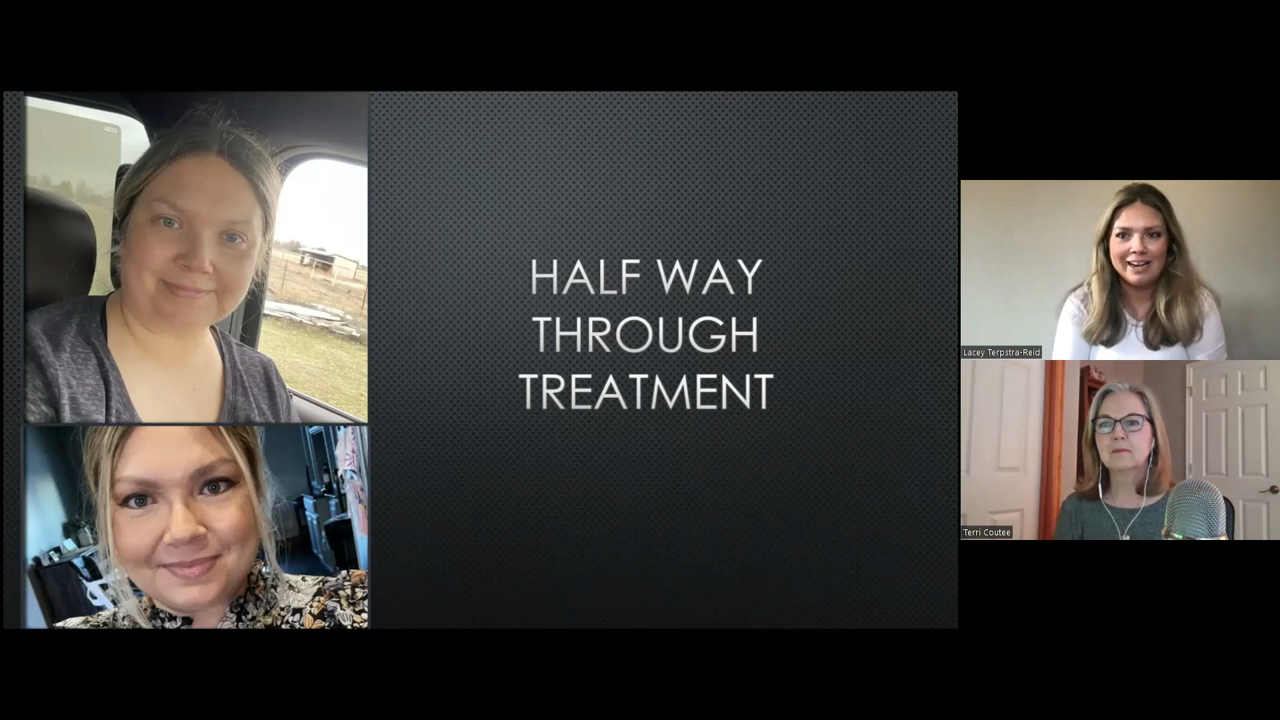 HALF WAY
THROUGH
TREATMENT
Lacey Terpstra-Reid
Terri Coutee